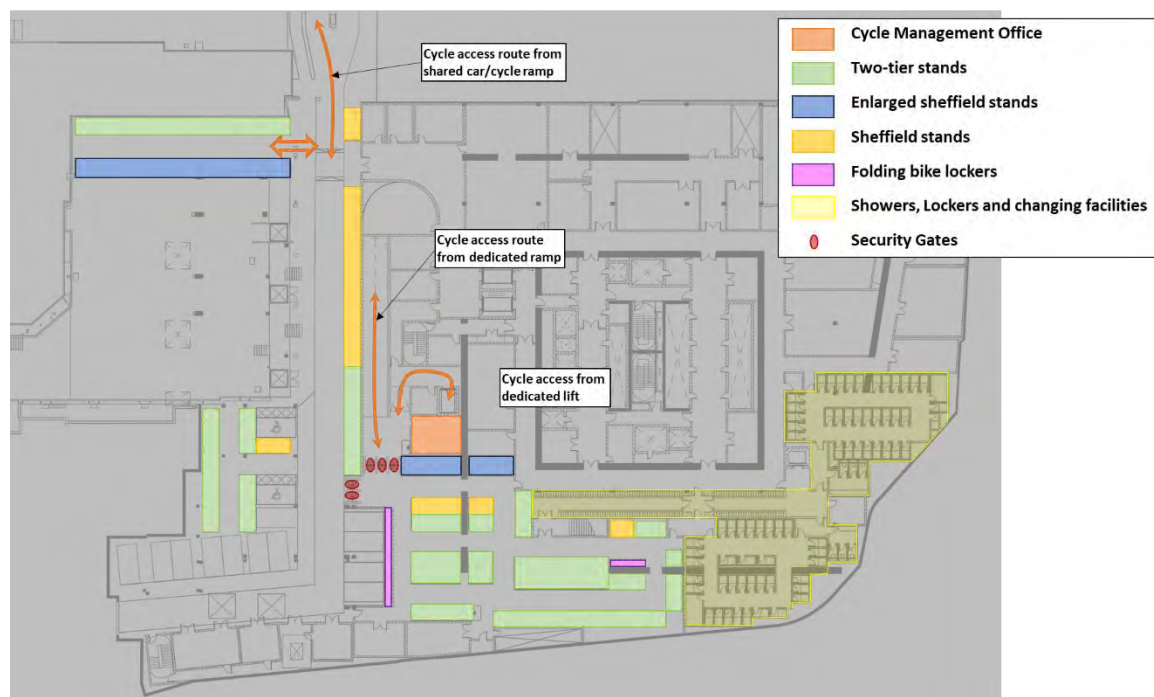 Cycle access route from
shared car/cycle ramp
Cycle access route
from dedicated ramp
Cycle access from
dedicated lift
Cycle Management Office
Two-tier stands
Enlarged sheffield stands
Sheffield stands
Folding bike lockers
Showers, Lockers and changing facilities
Security Gates